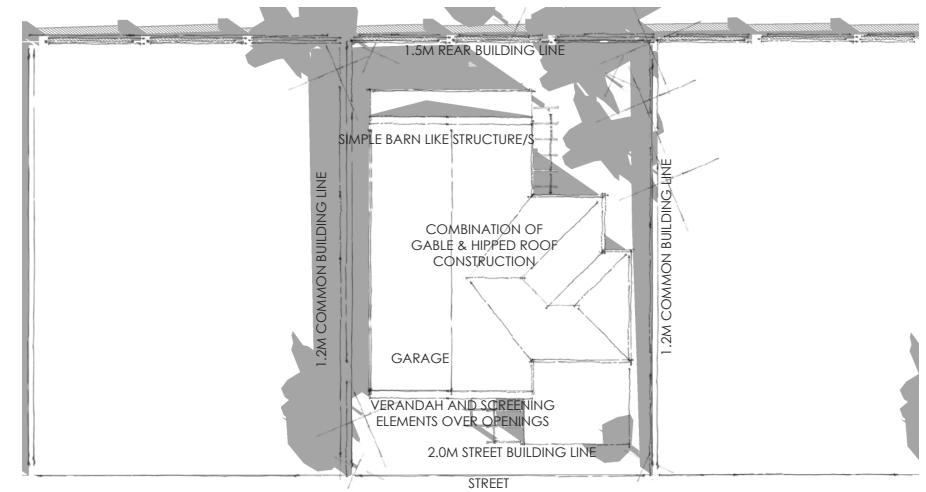 1.5M REAR BUILDING LINE
SIMPLE BARN LIKE STRUCTURE/S
1.2M COMMON BUILDING LINE
COMBINATION OF
GABLE & HIPPED ROOF
CONSTRUCTION
1.2M COMMON BUILDING LINE
GARAGE
VERANDAH AND SCREENING
ELEMENTS OVER OPENINGS
2.0M STREET BUILDING LINE
STREET